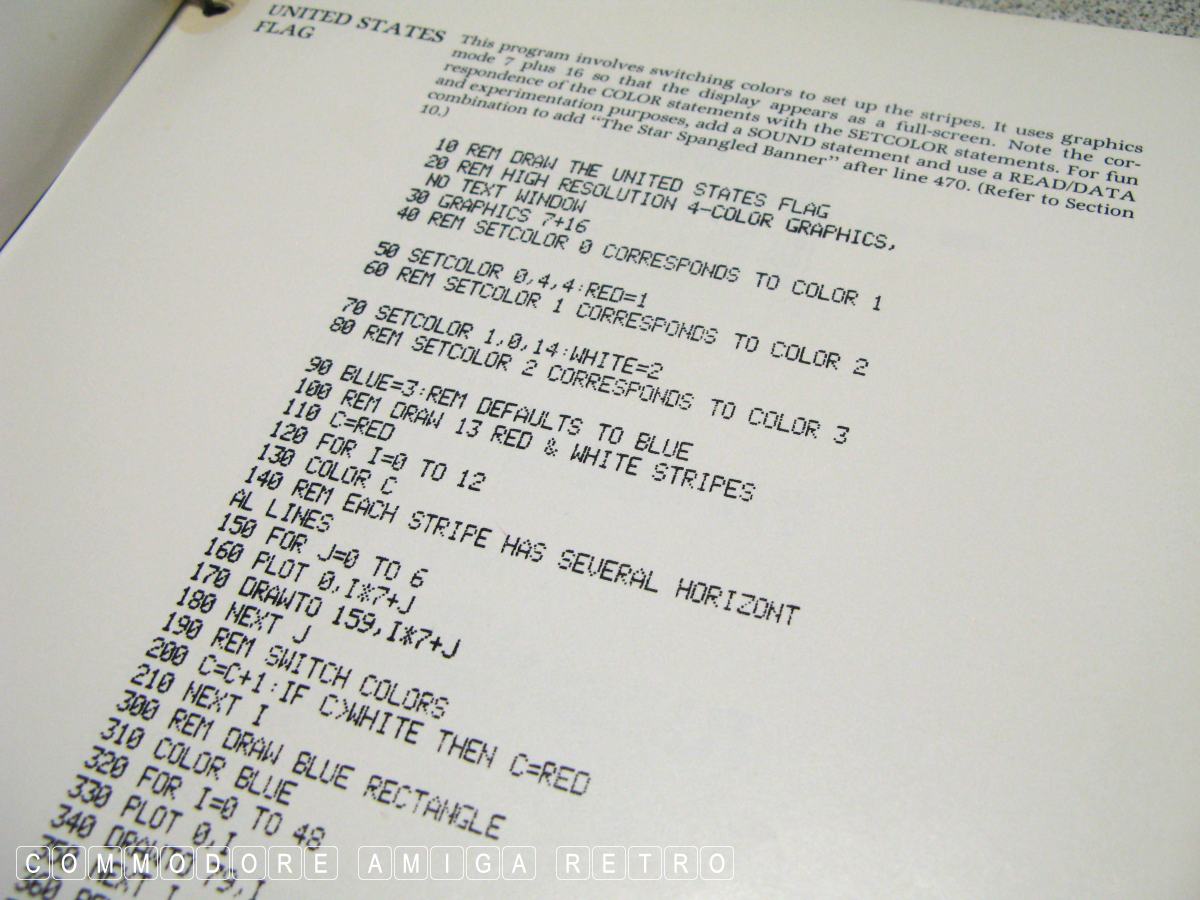 UNITED STATES
FLAG
This program involves switching colors to set up the stripes. It uses graphics
mode 7 plus 16 so that the display appears as a full-screen. Note the cor-
respondence of the COLOR statements with the SETCOLOR statements. For fun
and experimentation purposes, add a SOUND statement and use a READ/DATA
combination to add "The Star Spangled Banner" after line 470. (Refer to Section
10.)
10 REM DRAW THE UNITED STATES FLAG
20 REM HIGH RESOLUTION 4-COLOR GRAPHICS,
NO TEXT WINDOW
30 GRAPHICS 7+16
40 REM SETCOLOR 0 CORRESPONDS TO COLOR 1
50 SETCOLOR 0,4,4:RED=1
60 REM SETCOLOR 1 CORRESPONDS TO COLOR 2
70 SETCOLOR 1,0,14:WHITE=2
80 REM SETCOLOR 2 CORRESPONDS TO COLOR 3
90 BLUE=3:REM DEFAULTS TO BLUE
100 REM DRAW 13 RED & WHITE STRIPES
110 C=RED
120 FOR I=0 TO 12
130 COLOR C
140 REM EACH STRIPE HAS SEVERAL HORIZONT
AL LINES
150 FOR J=0 TO 6
160 PLOT 0,I*7+J
170 DRAWTO 159,I*7+J
180 NEXT J
190 REM SWITCH COLORS
200 C=C+1:IF C>WHITE THEN C=RED
210 NEXT I
300 REM DRAW BLUE RECTANGLE
310 COLOR BLUE
320 FOR I=0 TO 48
330 PLOT 0,I
340 DRAWTO 79,I
350 NEXT I
360
COMMODORE AMIGA RETRO